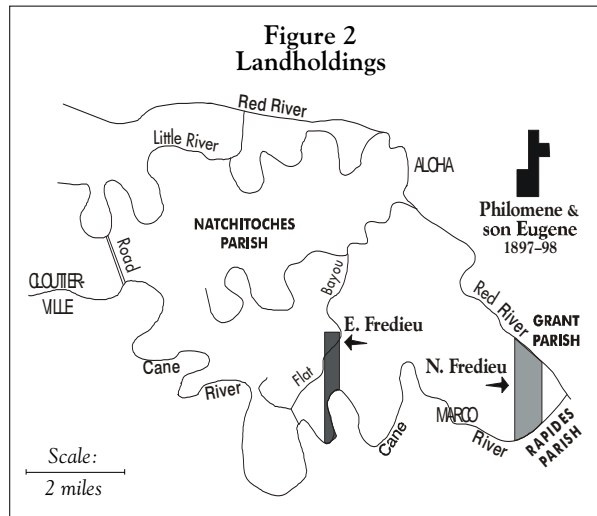 Figure 2
Landholdings
Red River
Little River
ALOHA
Philomene &
son Eugene
1897–98
NATCHITOCHES
PARISH
Road
CLOUTIER-
VILLE
Bayou
Red River
GRANT
PARISH
E. Fredieu
N. Fredieu
Cane
River
Flat
MARCO
Cane
River
RAPIDES
PARISH
Scale:
2 miles